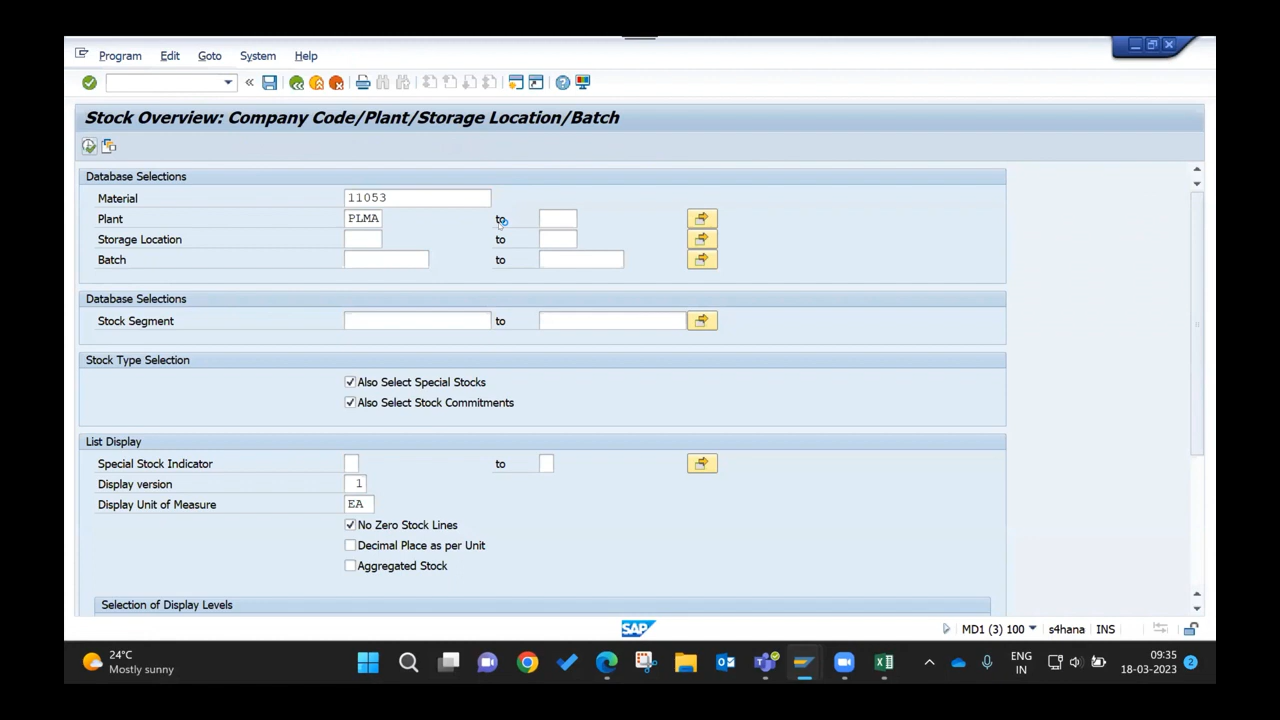 Program Edit Goto System Help
Stock Overview: Company Code/Plant/Storage Location/Batch
Database Selections
Material 11053
Plant PLMA to
Storage Location to
Batch to
Database Selections
Stock Segment to
Stock Type Selection
Also Select Special Stocks
Also Select Stock Commitments
List Display
Special Stock Indicator to
Display version 1
Display Unit of Measure EA
No Zero Stock Lines
Decimal Place as per Unit
Aggregated Stock
Selection of Display Levels
SAP MD1 (3) 100 s4hana INS
24°C
Mostly sunny
ENG
IN
09:35
18-03-2023
2